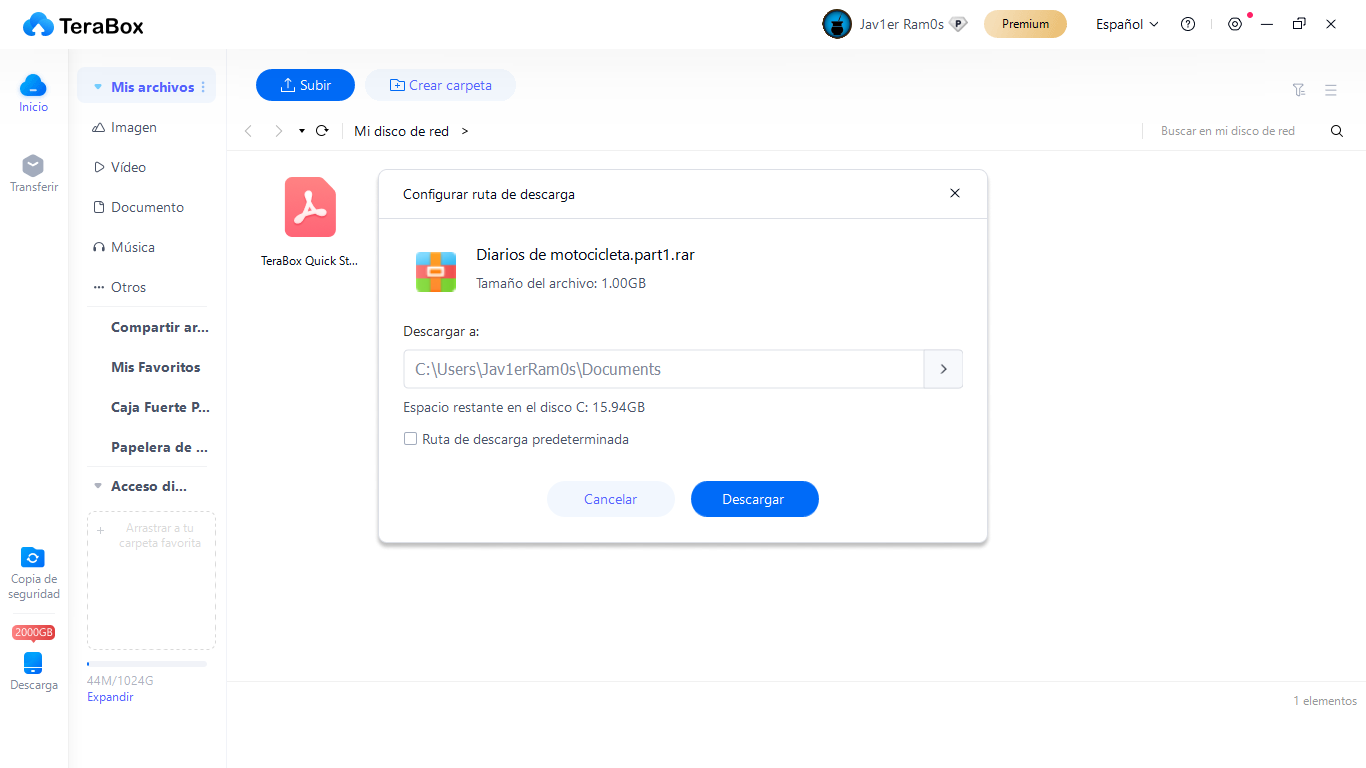 TeraBox
Jav1er Ram0s
P
Premium
Español
Inicio
Transferir
Copia de
seguridad
2000GB
Descarga
Mis archivos
Imagen
Vídeo
Documento
Música
Otros
Compartir ar...
Mis Favoritos
Caja Fuerte P...
Papelera de ...
Acceso di...
+ Arrastrar a tu
carpeta favorita
44M/1024G
Expandir
Subir
Crear carpeta
Mi disco de red >
Buscar en mi disco de red
TeraBox Quick St...
Configurar ruta de descarga
Diarios de motocicleta.part1.rar
Tamaño del archivo: 1.00GB
Descargar a:
C:\Users\Jav1erRam0s\Documents
Espacio restante en el disco C: 15.94GB
Ruta de descarga predeterminada
Cancelar
Descargar
1 elementos